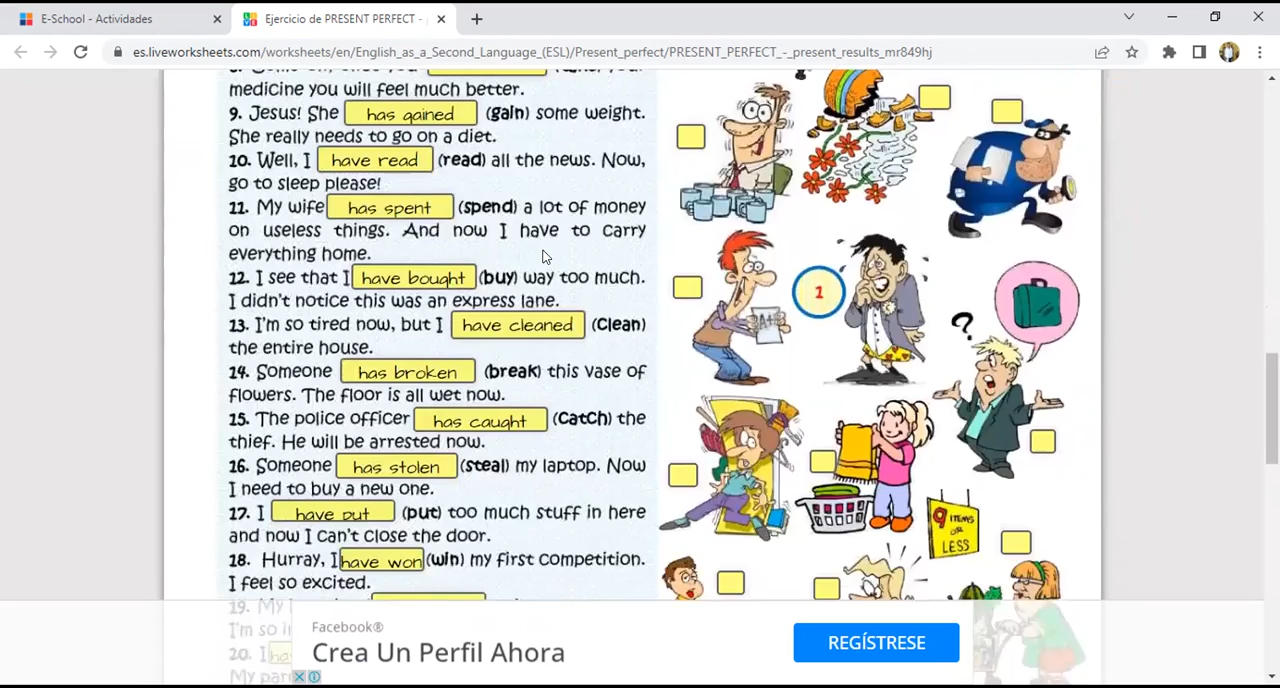 E-School - Actividades
Ejercicio de PRESENT PERFECT -
es.liveworksheets.com/worksheets/en/English_as_a_Second_Language_(ESL)/Present_perfect/PRESENT_PERFECT_-_present_results_mr849hj
medicine you will feel much better.
9. Jesus! She has gained (gain) some weight.
She really needs to go on a diet.
10. Well, I have read (read) all the news. Now,
go to sleep please!
11. My wife has spent (spend) a lot of money
on useless things. And now I have to carry
everything home.
12. I see that I have bought (buy) way too much.
I didn't notice this was an express lane.
13. I'm so tired now, but I have cleaned (Clean)
the entire house.
14. Someone has broken (break) this vase of
flowers. The floor is all wet now.
15. The police officer has caught (Catch) the
thief. He will be arrested now.
16. Someone has stolen (steal) my laptop. Now
I need to buy a new one.
17. I have put (put) too much stuff in here
and now I can't close the door.
18. Hurray, I have won (win) my first competition.
I feel so excited.
19. My
I'm so
20. I
My
A+
1
9 ITEMS
OR
LESS
Facebook®
Crea Un Perfil Ahora
REGÍSTRESE